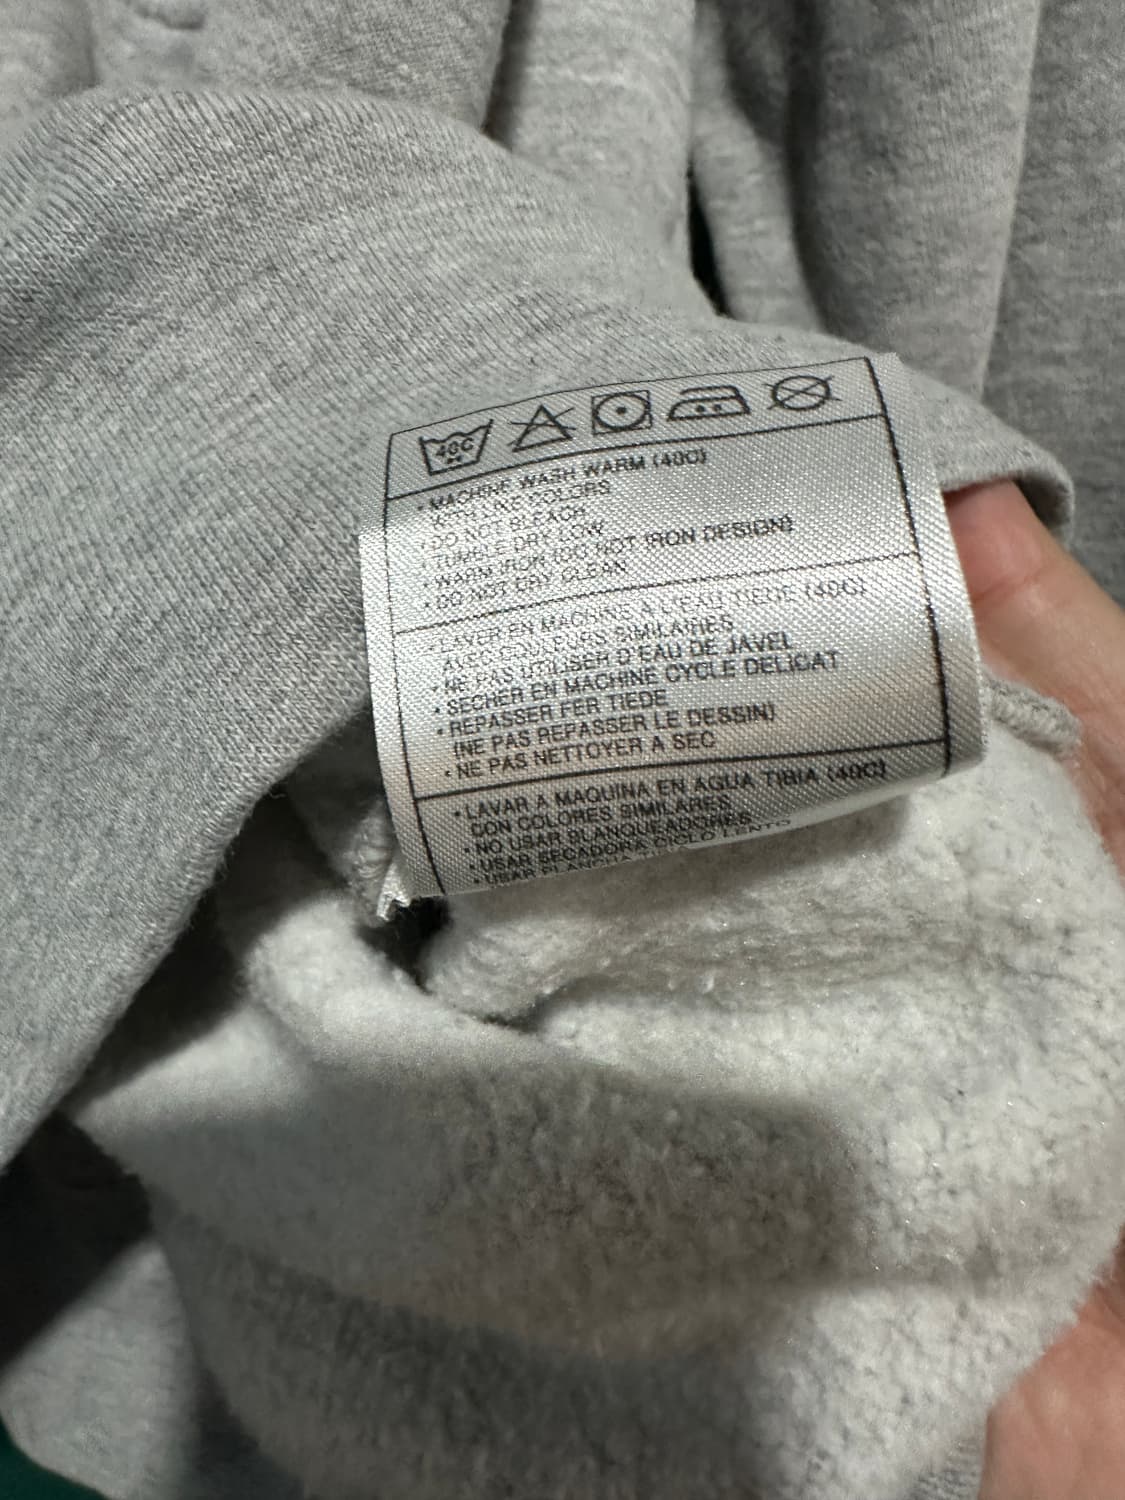 40C
• MACHINE WASH WARM (40C)
WITH LIKE COLORS
• DO NOT BLEACH
• TUMBLE DRY LOW
• WARM IRON (DO NOT IRON DESIGN)
• DO NOT DRY CLEAN
• LAVER EN MACHINE A L'EAU TIEDE (40C)
AVEC COULEURS SIMILAIRES
• NE PAS UTILISER D'EAU DE JAVEL
• SECHER EN MACHINE CYCLE DELICAT
• REPASSER FER TIEDE
(NE PAS REPASSER LE DESSIN)
• NE PAS NETTOYER A SEC
• LAVAR A MAQUINA EN AGUA TIBIA (40C)
CON COLORES SIMILARES
• NO USAR BLANQUEADORES
• USAR SECADORA CICLO LENTO
• USAR PLANCHA